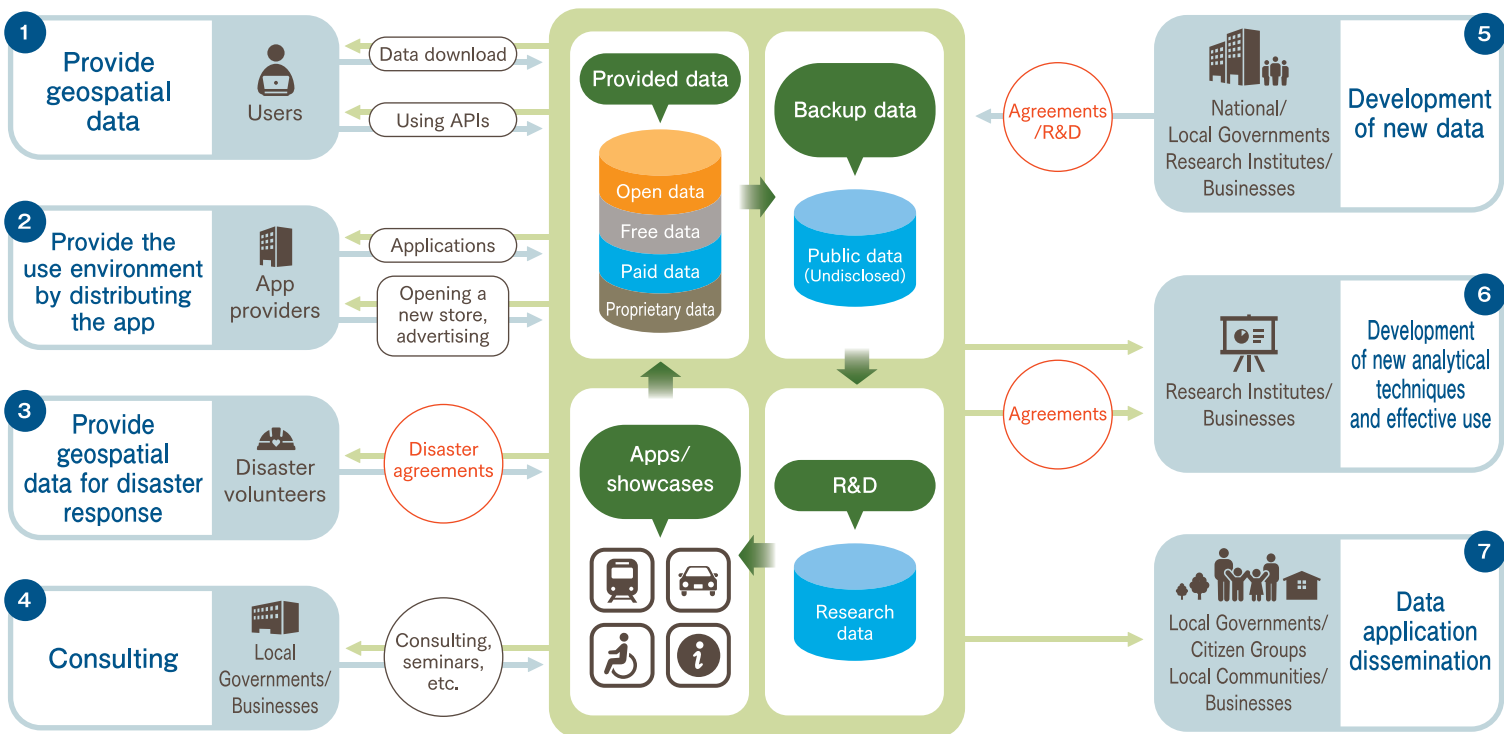 1
Provide
geospatial
data
Users
Data download
Using APIs
2
Provide the
use environment
by distributing
the app
App
providers
Applications
Opening a
new store,
advertising
3
Provide
geospatial
data for disaster
response
Disaster
volunteers
Disaster
agreements
4
Consulting
Local
Governments/
Businesses
Consulting,
seminars,
etc.
Provided data
Open data
Free data
Paid data
Proprietary data
Backup data
Public data
(Undisclosed)
Apps/
showcases
i
R&D
Research
data
5
Agreements
/R&D
National/
Local Governments
Research Institutes/
Businesses
Development
of new data
6
Agreements
Research Institutes/
Businesses
Development
of new analytical
techniques
and effective use
7
Local Governments/
Citizen Groups
Local Communities/
Businesses
Data
application
dissemination